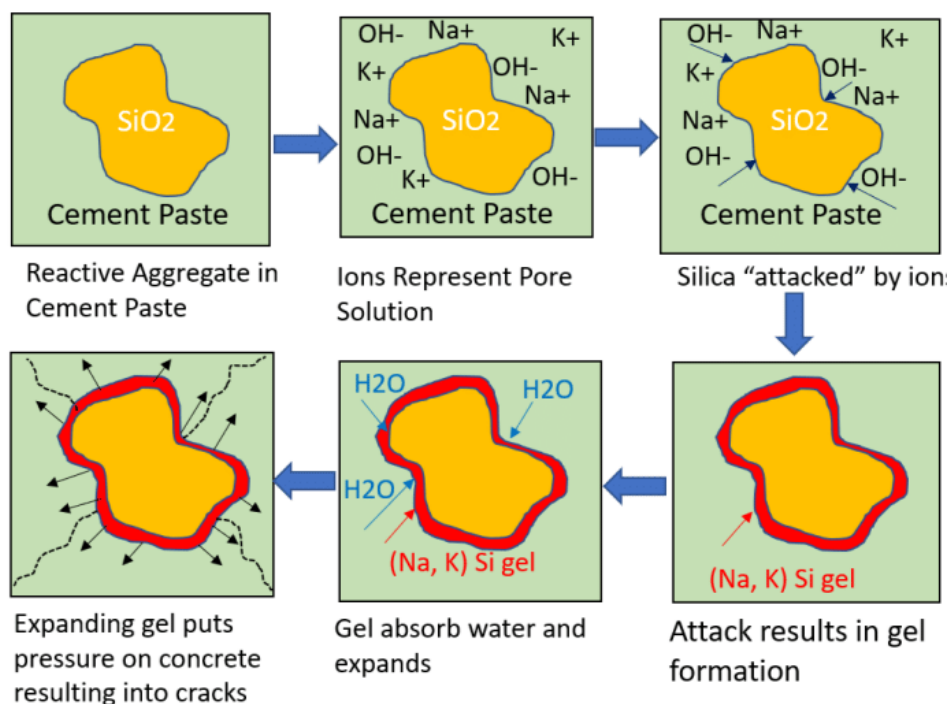 SiO2
Cement Paste
Reactive Aggregate in
Cement Paste
OH-
Na+
K+
K+
OH-
Na+
Na+
SiO2
OH-
K+
OH-
Cement Paste
Ions Represent Pore
Solution
OH-
Na+
K+
K+
OH-
Na+
Na+
SiO2
OH-
OH-
Cement Paste
Silica “attacked” by ions
(Na, K) Si gel
Attack results in gel
formation
H2O
H2O
H2O
(Na, K) Si gel
Gel absorb water and
expands
Expanding gel puts
pressure on concrete
resulting into cracks